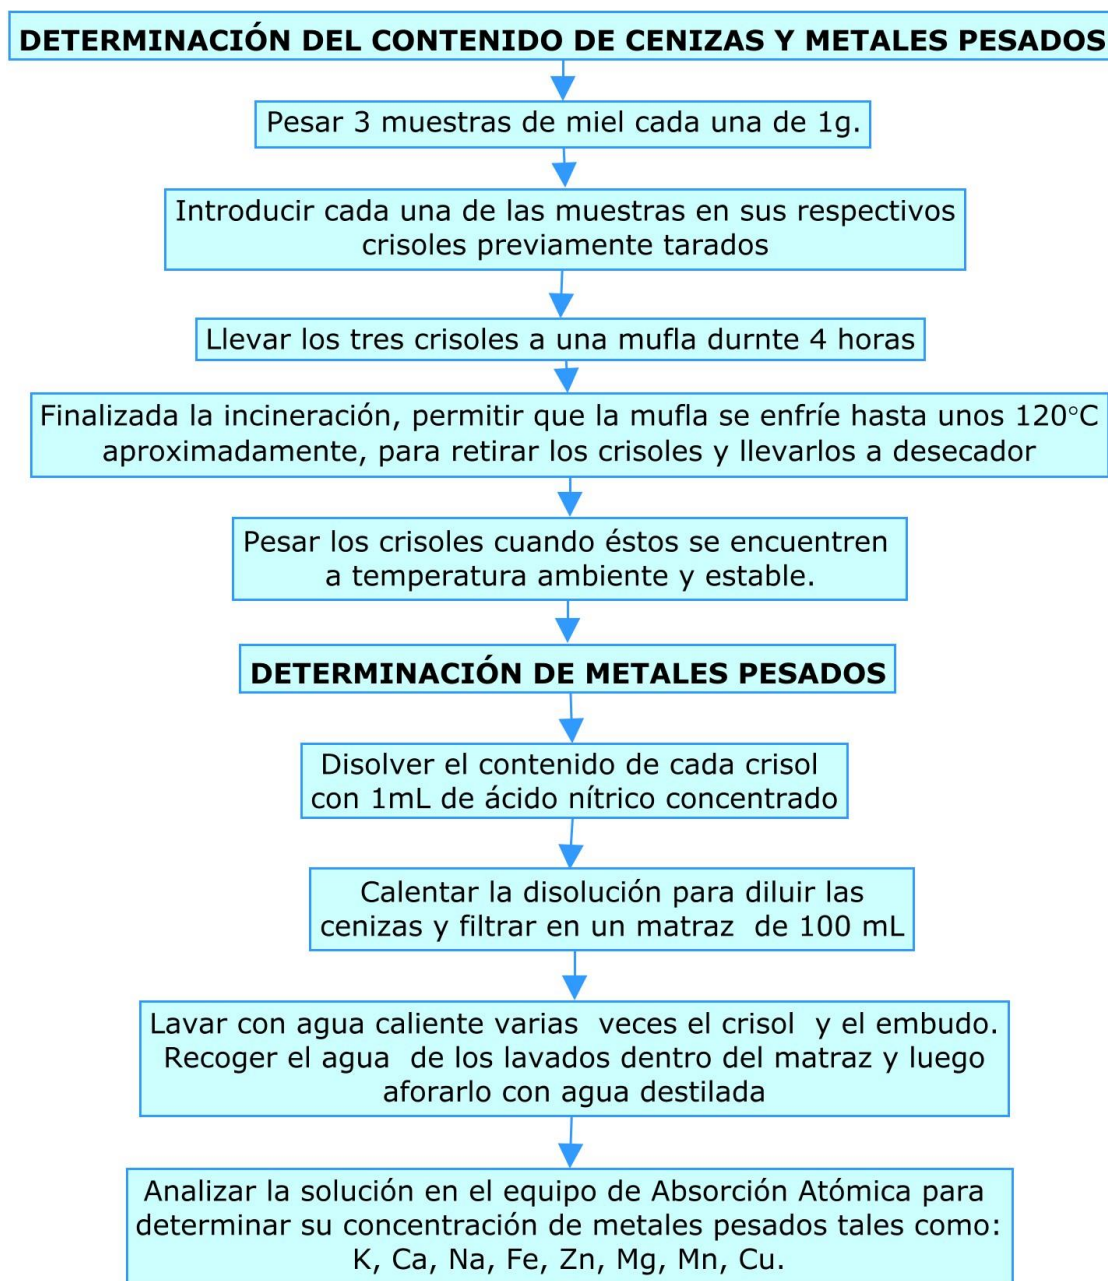 DETERMINACIÓN DEL CONTENIDO DE CENIZAS Y METALES PESADOS
Pesar 3 muestras de miel cada una de 1g.
Introducir cada una de las muestras en sus respectivos
crisoles previamente tarados
Llevar los tres crisoles a una mufla durnte 4 horas
Finalizada la incineración, permitir que la mufla se enfríe hasta unos 120°C
aproximadamente, para retirar los crisoles y llevarlos a desecador
Pesar los crisoles cuando éstos se encuentren
a temperatura ambiente y estable.
DETERMINACIÓN DE METALES PESADOS
Disolver el contenido de cada crisol
con 1mL de ácido nítrico concentrado
Calentar la disolución para diluir las
cenizas y filtrar en un matraz de 100 mL
Lavar con agua caliente varias veces el crisol y el embudo.
Recoger el agua de los lavados dentro del matraz y luego
aforarlo con agua destilada
Analizar la solución en el equipo de Absorción Atómica para
determinar su concentración de metales pesados tales como:
K, Ca, Na, Fe, Zn, Mg, Mn, Cu.